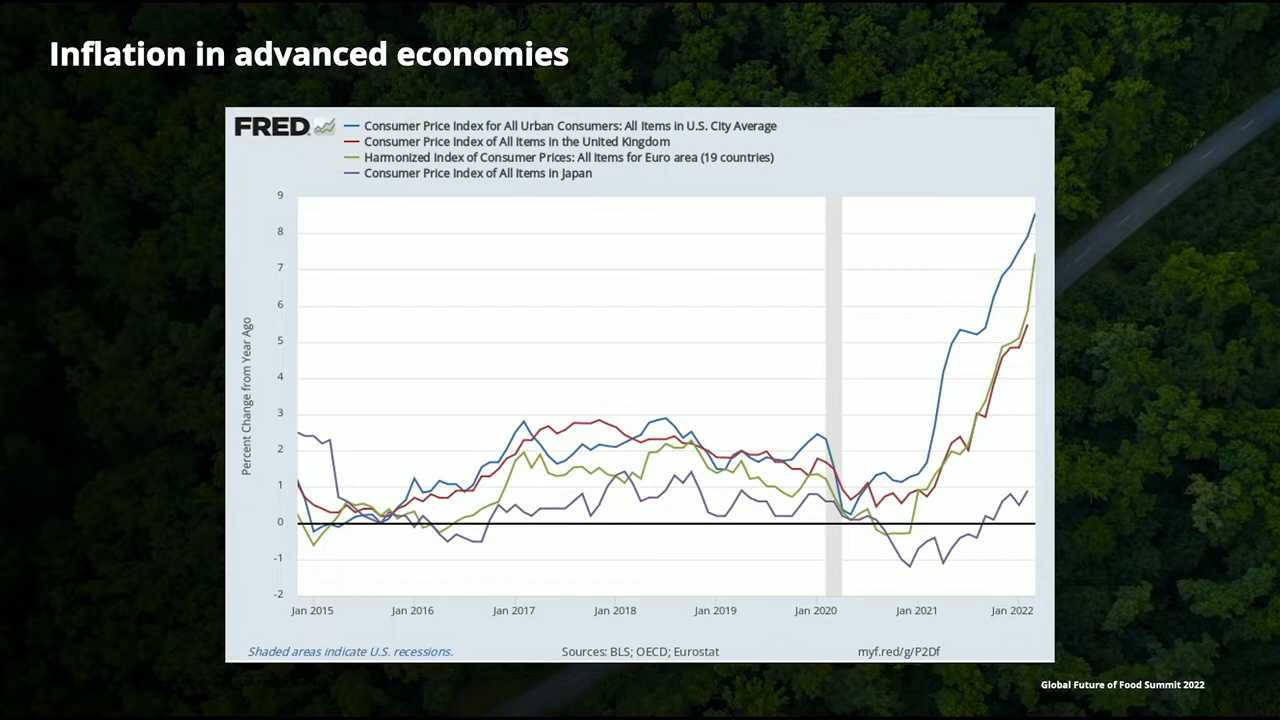 Inflation in advanced economies
FRED
Consumer Price Index for All Urban Consumers: All Items in U.S. City Average
Consumer Price Index of All Items in the United Kingdom
Harmonized Index of Consumer Prices: All Items for Euro area (19 countries)
Consumer Price Index of All Items in Japan
Percent Change from Year Ago
9
8
7
6
5
4
3
2
1
0
-1
-2
Jan 2015 Jan 2016 Jan 2017 Jan 2018 Jan 2019 Jan 2020 Jan 2021 Jan 2022
Shaded areas indicate U.S. recessions. Sources: BLS; OECD; Eurostat myf.red/g/P2Df
Global Future of Food Summit 2022